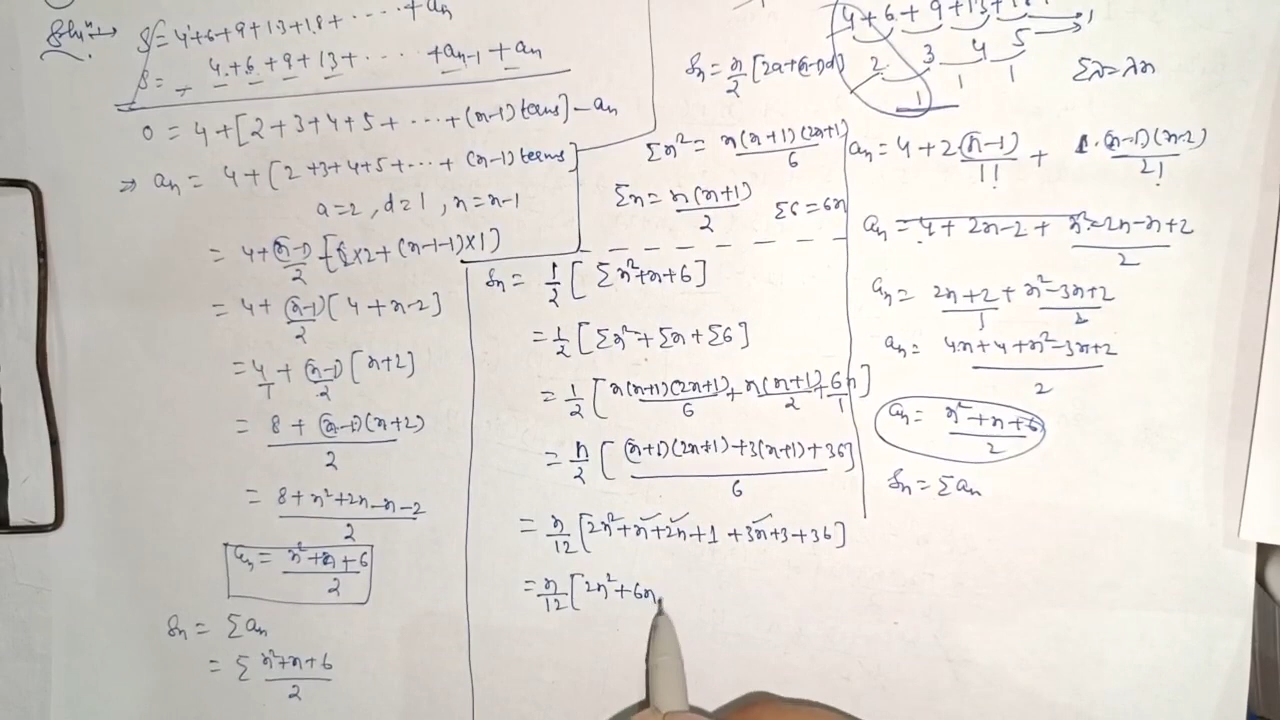 Solⁿ→ S = 4+6+9+13+18+ ····· + aₙ
S = 4+6+9+13+ ····· +aₙ₋₁ + aₙ
0 = 4+[2+3+4+5+ ····+(n-1) terms] - aₙ
⇒ aₙ = 4+[2+3+4+5+····+ (n-1) terms]
a=2, d=1, n=n-1
= 4+(n-1)/2 [2×2+(n-1-1)×1]
= 4+ (n-1)/2 [4+n-2]
= 4/1 + (n-1)/2 [n+2]
= (8 + (n-1)(n+2))/2
= (8+n²+2n-n-2)/2
aₙ = (n²+n+6)/2
Sₙ = Σaₙ
= Σ (n²+n+6)/2
Sₙ = n/2 [2a+(n-1)d]
Σn² = n(n+1)(2n+1)/6
Σn = n(n+1)/2 Σ6 = 6n
Sₙ = 1/2 [Σn²+n+6]
= 1/2 [Σn²+Σn+Σ6]
= 1/2 [n(n+1)(2n+1)/6 + n(n+1)/2 + 6n/1]
= n/2 [((n+1)(2n+1)+3(n+1)+36)/6]
= n/12 [2n²+n+2n+1+3n+3+36]
= n/12 [2n²+6n
4+6+9+13+18
2 3 4 5
1 1 1
Σλ=λn
aₙ = 4+2(n-1)/1! + 1·(n-1)(n-2)/2!
aₙ = 4+2n-2+ (n²-2n-n+2)/2
aₙ = (2n+2)/1 + (n²-3n+2)/2
aₙ = (4n+4+n²-3n+2)/2
aₙ = (n²+n+6)/2
Sₙ = Σaₙ